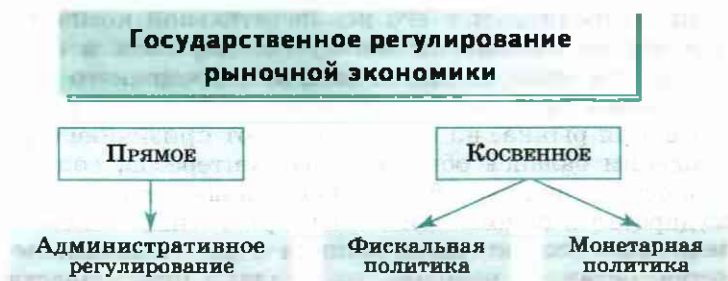 Государственное регулирование
рыночной экономики
Прямое
Косвенное
Административное
регулирование
Фискальная
политика
Монетарная
политика